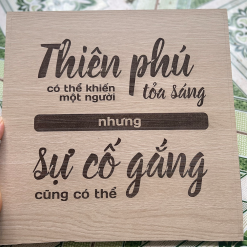 Thiên phú
có thể khiến
một người tỏa sáng
nhưng
sự cố gắng
cũng có thể